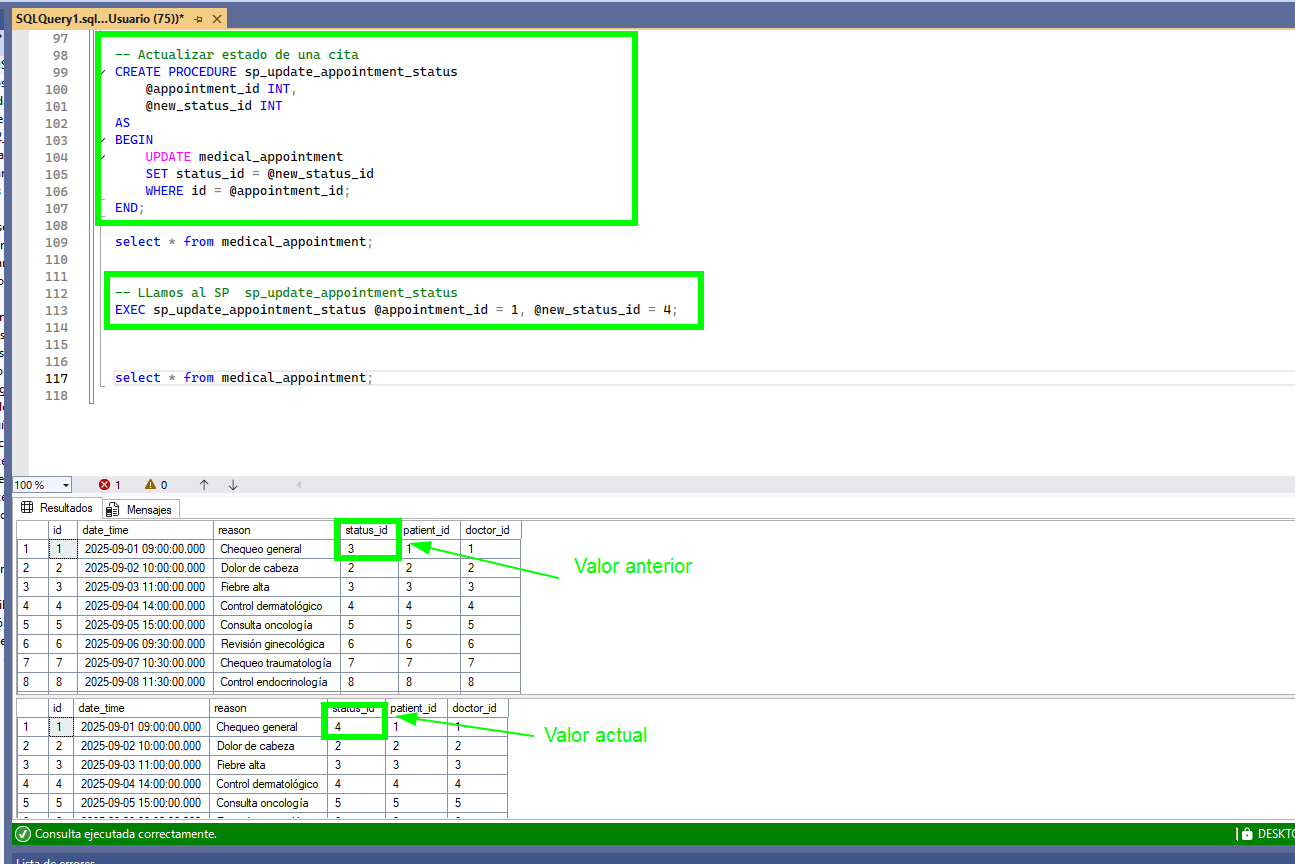 SQLQuery1.sql...Usuario (75))*
97
98 -- Actualizar estado de una cita
99 CREATE PROCEDURE sp_update_appointment_status
100 @appointment_id INT,
101 @new_status_id INT
102 AS
103 BEGIN
104 UPDATE medical_appointment
105 SET status_id = @new_status_id
106 WHERE id = @appointment_id;
107 END;
108
109 select * from medical_appointment;
110
111
112 -- LLamos al SP  sp_update_appointment_status
113 EXEC sp_update_appointment_status @appointment_id = 1, @new_status_id = 4;
114
115
116
117 select * from medical_appointment;
118
100 % 1 0
Resultados Mensajes
id date_time reason status_id patient_id doctor_id
1 1 2025-09-01 09:00:00.000 Chequeo general 3 1 1
Valor anterior
2 2 2025-09-02 10:00:00.000 Dolor de cabeza 2 2 2
3 3 2025-09-03 11:00:00.000 Fiebre alta 3 3 3
4 4 2025-09-04 14:00:00.000 Control dermatológico 4 4 4
5 5 2025-09-05 15:00:00.000 Consulta oncología 5 5 5
6 6 2025-09-06 09:30:00.000 Revisión ginecológica 6 6 6
7 7 2025-09-07 10:30:00.000 Chequeo traumatología 7 7 7
8 8 2025-09-08 11:30:00.000 Control endocrinología 8 8 8
id date_time reason status_id patient_id doctor_id
1 1 2025-09-01 09:00:00.000 Chequeo general 4 1 1
Valor actual
2 2 2025-09-02 10:00:00.000 Dolor de cabeza 2 2 2
3 3 2025-09-03 11:00:00.000 Fiebre alta 3 3 3
4 4 2025-09-04 14:00:00.000 Control dermatológico 4 4 4
5 5 2025-09-05 15:00:00.000 Consulta oncología 5 5 5
Consulta ejecutada correctamente. DESKTO
Lista de errores